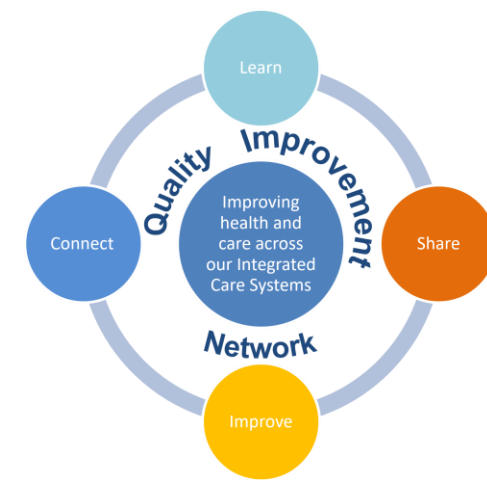 Learn
Quality Improvement
Improving
health and
care across
our Integrated
Care Systems
Connect
Share
Network
Improve